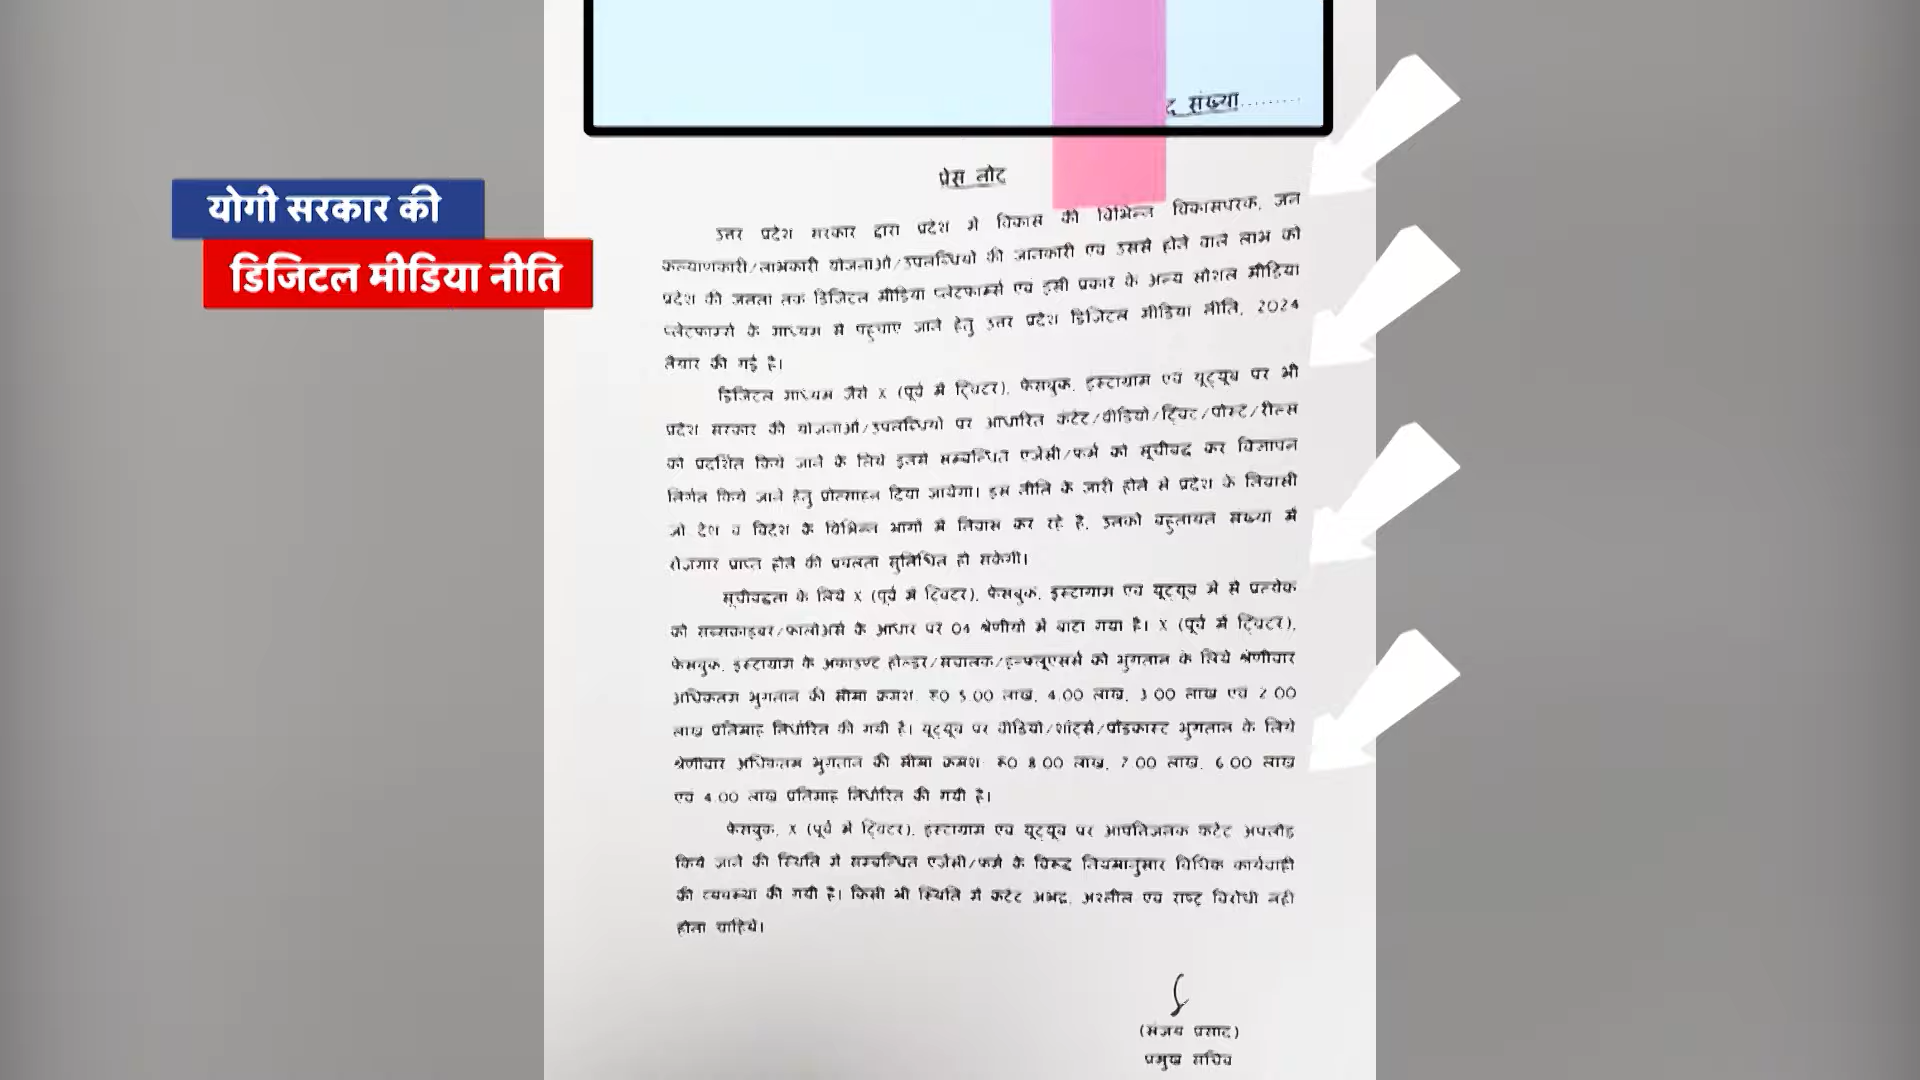 द संख्या.........
योगी सरकार की
डिजिटल मीडिया नीति
प्रेस नोट
उत्तर प्रदेश सरकार द्वारा प्रदेश में विकास की विभिन्न विकासपरक, जन
कल्याणकारी/लाभकारी योजनाओं/उपलब्धियों की जानकारी एवं उससे होने वाले लाभ को
प्रदेश की जनता तक डिजिटल मीडिया प्लेटफार्म्स एवं इसी प्रकार के अन्य सोशल मीडिया
प्लेटफार्म्स के माध्यम से पहुंचाए जाने हेतु उत्तर प्रदेश डिजिटल मीडिया नीति, 2024
तैयार की गई है।
डिजिटल माध्यम जैसे X (पूर्व में ट्विटर), फेसबुक, इंस्टाग्राम एवं यूट्यूब पर भी
प्रदेश सरकार की योजनाओं/उपलब्धियों पर आधारित कंटेंट/वीडियो/ट्विट/पोस्ट/रील्स
को प्रदर्शित किये जाने के लिये इनसे सम्बन्धित एजेंसी/फर्म को सूचीबद्ध कर विज्ञापन
निर्गत किये जाने हेतु प्रोत्साहन दिया जायेगा। इस नीति के जारी होने से प्रदेश के निवासी
जो देश व विदेश के विभिन्न भागों में निवास कर रहे हैं, उनको बहुतायत संख्या में
रोजगार प्राप्त होने की प्रबलता सुनिश्चित हो सकेगी।
सूचीबद्धता के लिये X (पूर्व में ट्विटर), फेसबुक, इंस्टाग्राम एवं यूट्यूब में से प्रत्येक
को सब्सक्राइबर/फालोअर्स के आधार पर 04 श्रेणीयों में बांटा गया है। X (पूर्व में ट्विटर),
फेसबुक, इंस्टाग्राम के अकाउण्ट होल्डर/संचालक/इन्फ्लूएंसर्स को भुगतान के लिये श्रेणीवार
अधिकतम भुगतान की सीमा क्रमशः रू0 5.00 लाख, 4.00 लाख, 3.00 लाख एवं 2.00
लाख प्रतिमाह निर्धारित की गयी है। यूट्यूब पर वीडियो/शॉर्ट्स/पॉडकास्ट भुगतान के लिये
श्रेणीवार अधिकतम भुगतान की सीमा क्रमशः रू0 8.00 लाख, 7.00 लाख, 6.00 लाख
एवं 4.00 लाख प्रतिमाह निर्धारित की गयी है।
फेसबुक, X (पूर्व में ट्विटर), इंस्टाग्राम एवं यूट्यूब पर आपत्तिजनक कंटेंट अपलोड
किये जाने की स्थिति में सम्बन्धित एजेंसी/फर्म के विरूद्ध नियमानुसार विधिक कार्यवाही
की व्यवस्था की गयी है। किसी भी स्थिति में कंटेंट अभद्र, अश्लील एवं राष्ट्र विरोधी नहीं
होना चाहिये।
(संजय प्रसाद)
प्रमुख सचिव